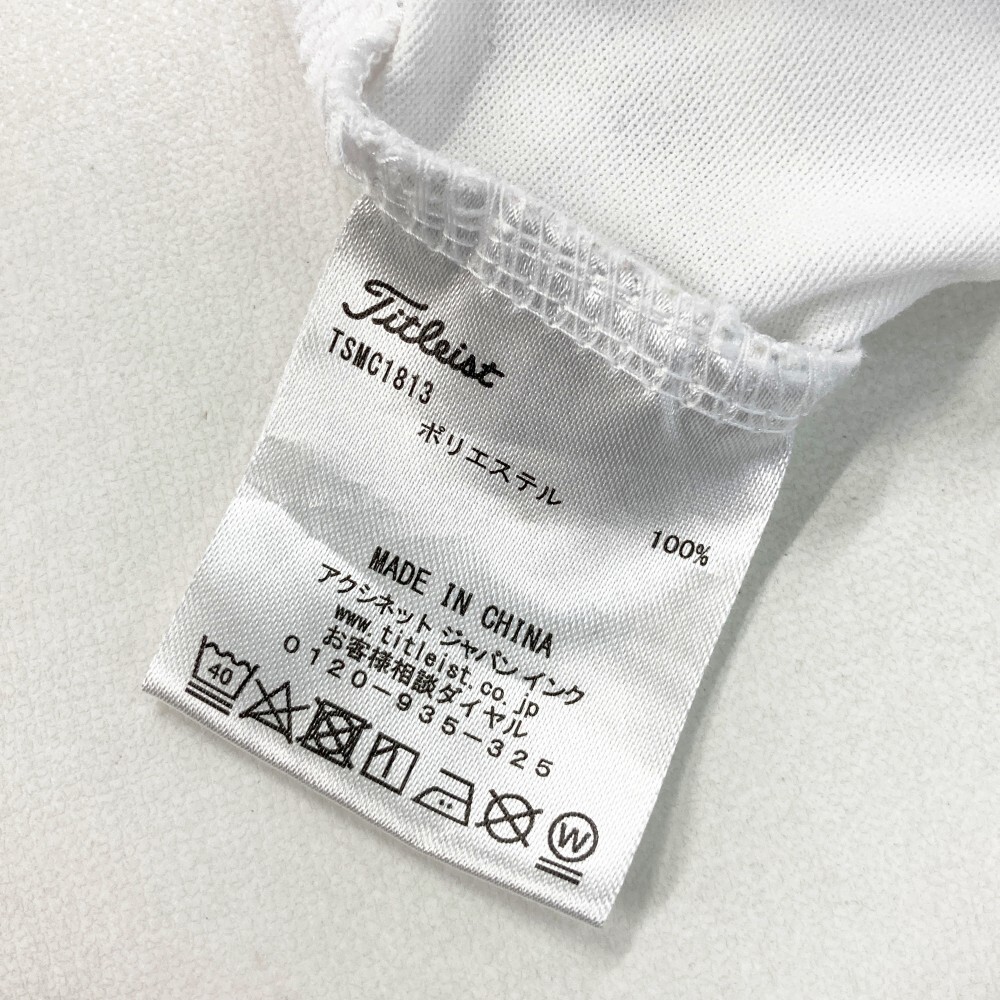 Titleist
TSMC1813
ポリエステル
100%
MADE IN CHINA
アクシネット ジャパン インク
www.titleist.co.jp
お客様相談ダイヤル
0120-935-325
40
W